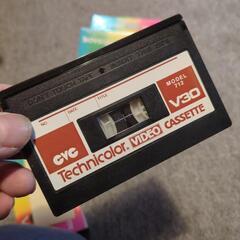 NO. DATE TITLE
MODEL
712
V30
CVC
Technicolor® VIDEO CASSETTE